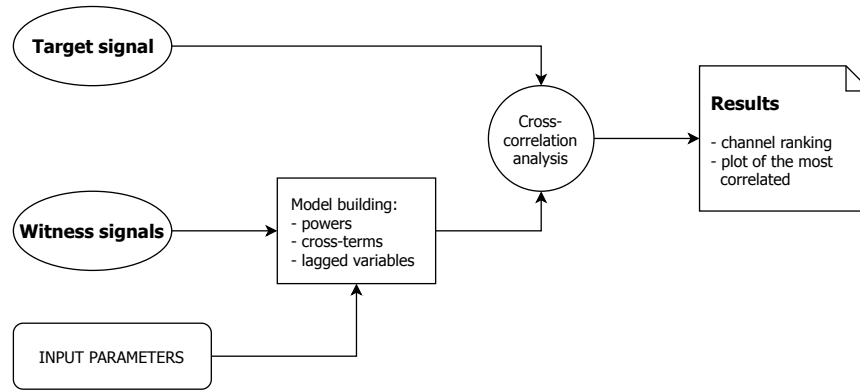 Target signal
Cross-
correlation
analysis
Results
- channel ranking
- plot of the most
correlated
Witness signals
Model building:
- powers
- cross-terms
- lagged variables
INPUT PARAMETERS